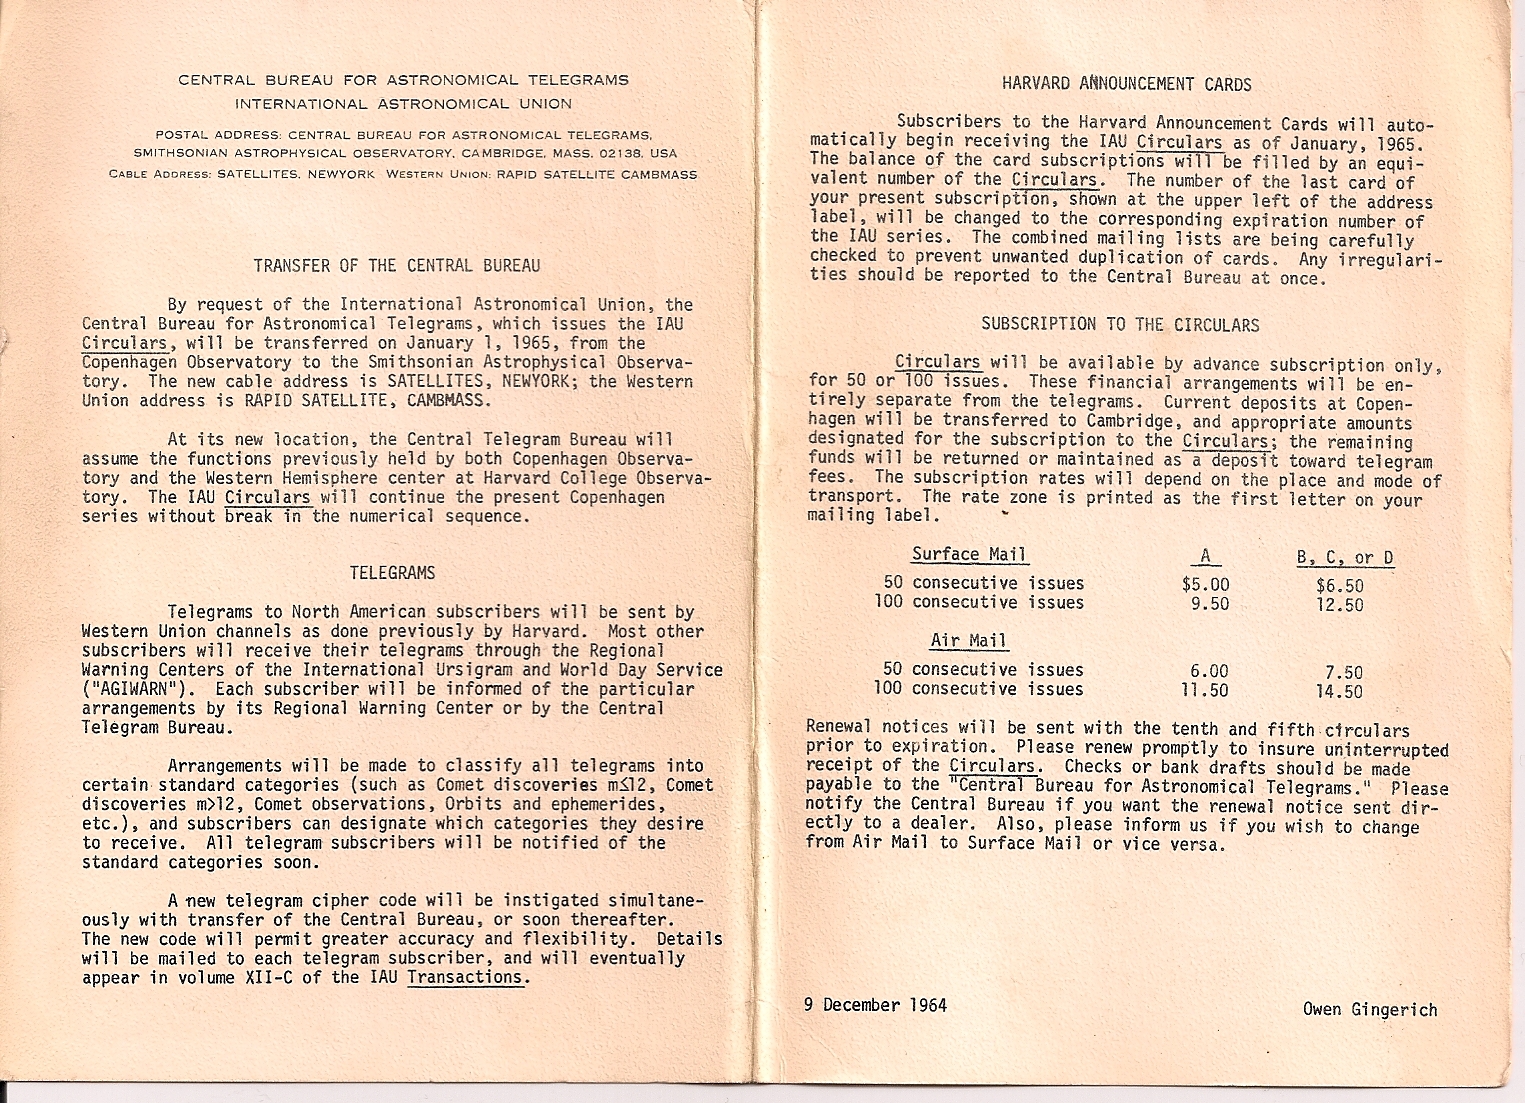 CENTRAL BUREAU FOR ASTRONOMICAL TELEGRAMS
INTERNATIONAL ASTRONOMICAL UNION
POSTAL ADDRESS: CENTRAL BUREAU FOR ASTRONOMICAL TELEGRAMS,
SMITHSONIAN ASTROPHYSICAL OBSERVATORY, CAMBRIDGE, MASS. 02138, USA
CABLE ADDRESS: SATELLITES, NEWYORK WESTERN UNION: RAPID SATELLITE CAMBMASS
TRANSFER OF THE CENTRAL BUREAU
By request of the International Astronomical Union, the
Central Bureau for Astronomical Telegrams, which issues the IAU
Circulars, will be transferred on January 1, 1965, from the
Copenhagen Observatory to the Smithsonian Astrophysical Observa-
tory. The new cable address is SATELLITES, NEWYORK; the Western
Union address is RAPID SATELLITE, CAMBMASS.
At its new location, the Central Telegram Bureau will
assume the functions previously held by both Copenhagen Observa-
tory and the Western Hemisphere center at Harvard College Observa-
tory. The IAU Circulars will continue the present Copenhagen
series without break in the numerical sequence.
TELEGRAMS
Telegrams to North American subscribers will be sent by
Western Union channels as done previously by Harvard. Most other
subscribers will receive their telegrams through the Regional
Warning Centers of the International Ursigram and World Day Service
("AGIWARN"). Each subscriber will be informed of the particular
arrangements by its Regional Warning Center or by the Central
Telegram Bureau.
Arrangements will be made to classify all telegrams into
certain standard categories (such as Comet discoveries m≤12, Comet
discoveries m>12, Comet observations, Orbits and ephemerides,
etc.), and subscribers can designate which categories they desire
to receive. All telegram subscribers will be notified of the
standard categories soon.
A new telegram cipher code will be instigated simultane-
ously with transfer of the Central Bureau, or soon thereafter.
The new code will permit greater accuracy and flexibility. Details
will be mailed to each telegram subscriber, and will eventually
appear in volume XII-C of the IAU Transactions.
HARVARD ANNOUNCEMENT CARDS
Subscribers to the Harvard Announcement Cards will auto-
matically begin receiving the IAU Circulars as of January, 1965.
The balance of the card subscriptions will be filled by an equi-
valent number of the Circulars. The number of the last card of
your present subscription, shown at the upper left of the address
label, will be changed to the corresponding expiration number of
the IAU series. The combined mailing lists are being carefully
checked to prevent unwanted duplication of cards. Any irregulari-
ties should be reported to the Central Bureau at once.
SUBSCRIPTION TO THE CIRCULARS
Circulars will be available by advance subscription only,
for 50 or 100 issues. These financial arrangements will be en-
tirely separate from the telegrams. Current deposits at Copen-
hagen will be transferred to Cambridge, and appropriate amounts
designated for the subscription to the Circulars; the remaining
funds will be returned or maintained as a deposit toward telegram
fees. The subscription rates will depend on the place and mode of
transport. The rate zone is printed as the first letter on your
mailing label.
Surface Mail A B, C, or D
50 consecutive issues $5.00 $6.50
100 consecutive issues 9.50 12.50
Air Mail
50 consecutive issues 6.00 7.50
100 consecutive issues 11.50 14.50
Renewal notices will be sent with the tenth and fifth circulars
prior to expiration. Please renew promptly to insure uninterrupted
receipt of the Circulars. Checks or bank drafts should be made
payable to the "Central Bureau for Astronomical Telegrams." Please
notify the Central Bureau if you want the renewal notice sent dir-
ectly to a dealer. Also, please inform us if you wish to change
from Air Mail to Surface Mail or vice versa.
9 December 1964 Owen Gingerich